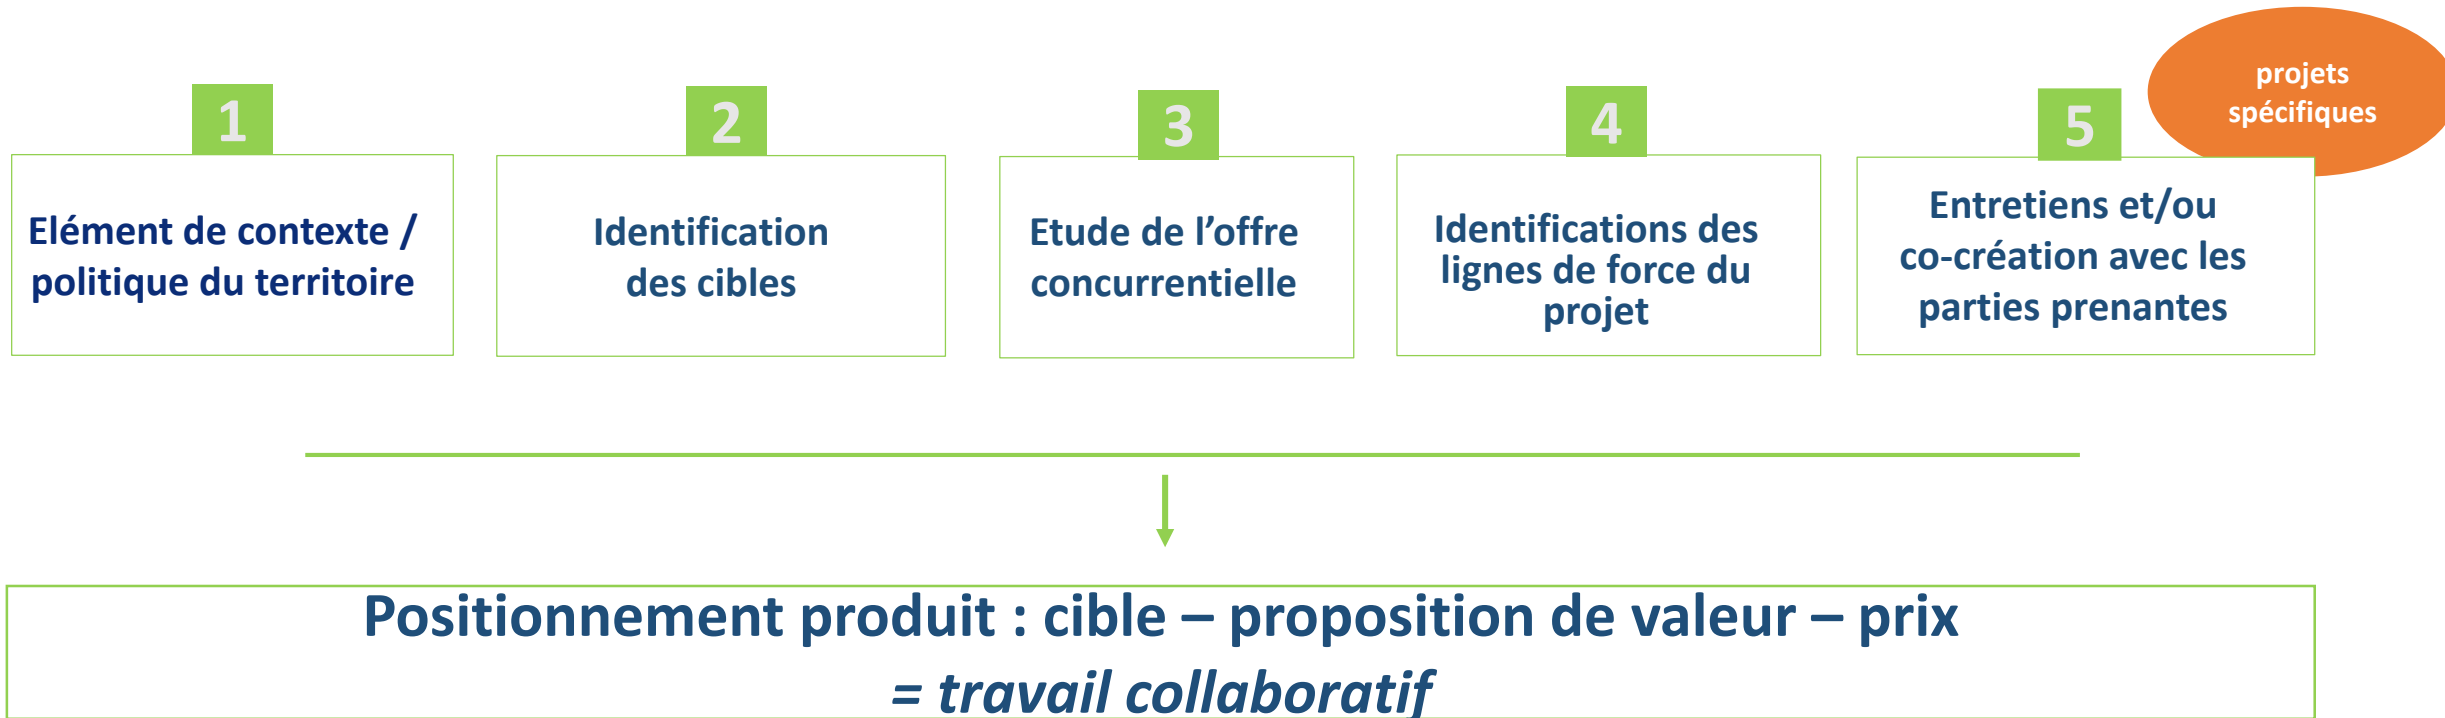 1
Elément de contexte /
politique du territoire
2
Identification
des cibles
3
Etude de l’offre
concurrentielle
4
Identifications des
lignes de force du
projet
5
projets
spécifiques
Entretiens et/ou
co-création avec les
parties prenantes
Positionnement produit : cible – proposition de valeur – prix
= travail collaboratif